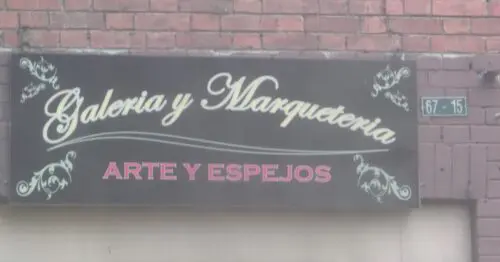 Galeria y Marqueteria
67 - 15
ARTE Y ESPEJOS